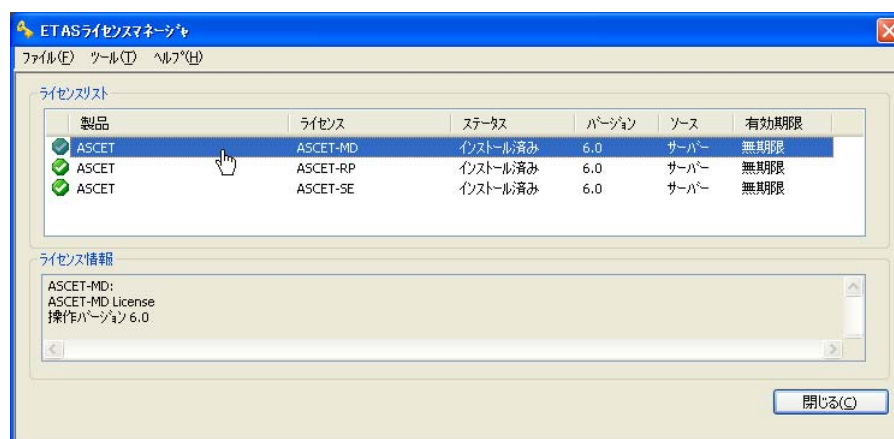 ETASライセンスマネージャ
ファイル(F) ツール(T) ヘルプ(H)
ライセンスリスト
製品 ライセンス ステータス バージョン ソース 有効期限
ASCET ASCET-MD インストール済み 6.0 サーバー 無期限
ASCET ASCET-RP インストール済み 6.0 サーバー 無期限
ASCET ASCET-SE インストール済み 6.0 サーバー 無期限
ライセンス情報
ASCET-MD:
ASCET-MD License
操作バージョン 6.0
閉じる(C)